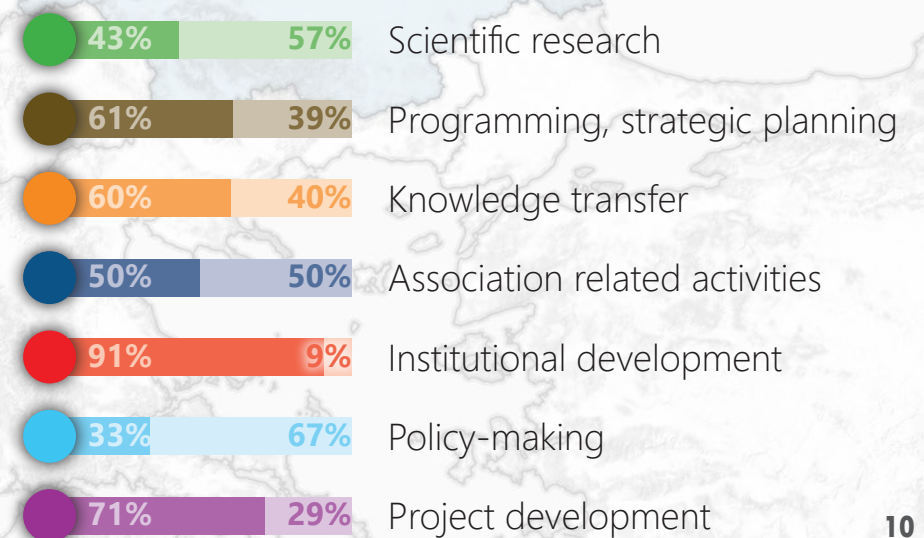 43% 57% Scientific research
61% 39% Programming, strategic planning
60% 40% Knowledge transfer
50% 50% Association related activities
91% 9% Institutional development
33% 67% Policy-making
71% 29% Project development
10